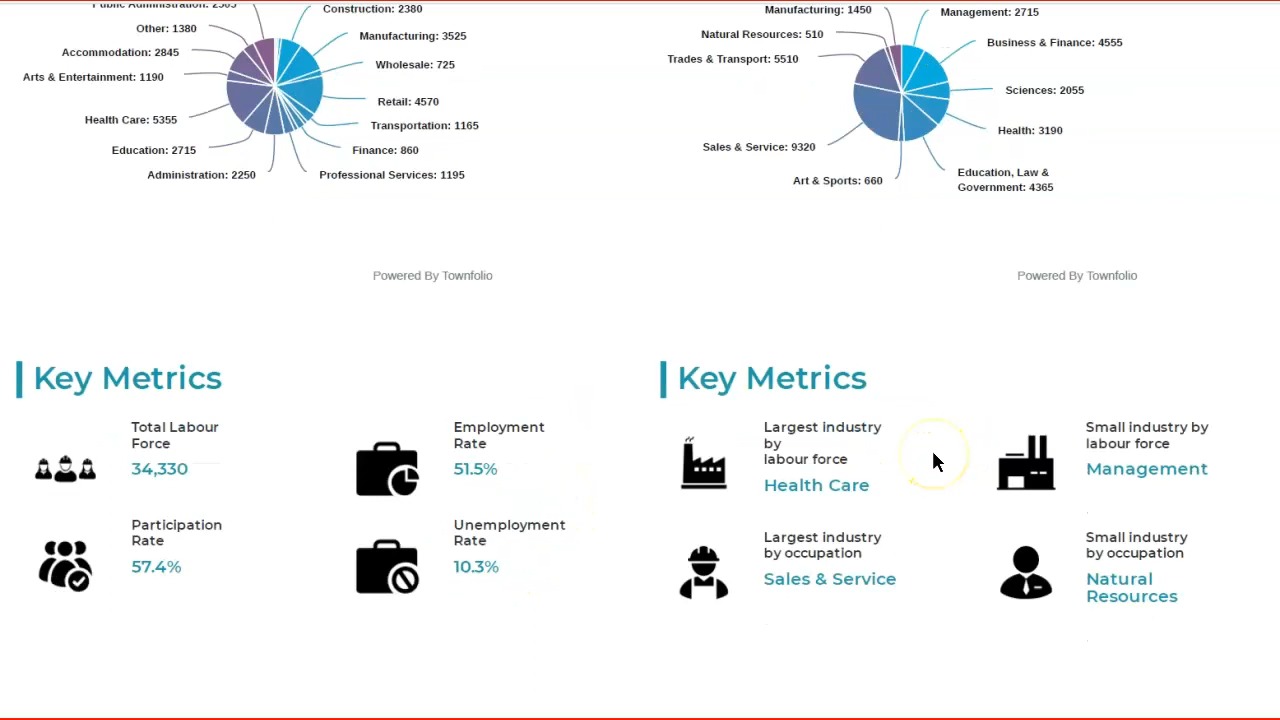 Public Administration: 2505
Construction: 2380
Other: 1380
Manufacturing: 3525
Accommodation: 2845
Wholesale: 725
Arts & Entertainment: 1190
Retail: 4570
Health Care: 5355
Transportation: 1165
Education: 2715
Finance: 860
Administration: 2250
Professional Services: 1195
Powered By Townfolio
Manufacturing: 1450
Management: 2715
Natural Resources: 510
Business & Finance: 4555
Trades & Transport: 5510
Sciences: 2055
Health: 3190
Sales & Service: 9320
Art & Sports: 660
Education, Law &
Government: 4365
Powered By Townfolio
Key Metrics
Total Labour
Force
34,330
Employment
Rate
51.5%
Participation
Rate
57.4%
Unemployment
Rate
10.3%
Key Metrics
Largest industry
by
labour force
Health Care
Small industry by
labour force
Management
Largest industry
by occupation
Sales & Service
Small industry
by occupation
Natural
Resources